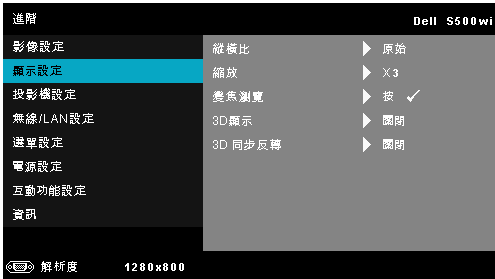 進階 Dell S500wi
影像設定
顯示設定
投影機設定
無線/LAN設定
選單設定
電源設定
互動功能設定
資訊
縱橫比 原始
縮放 X3
變焦瀏覽 按 ✓
3D顯示 關閉
3D 同步反轉 關閉
解析度 1280x800